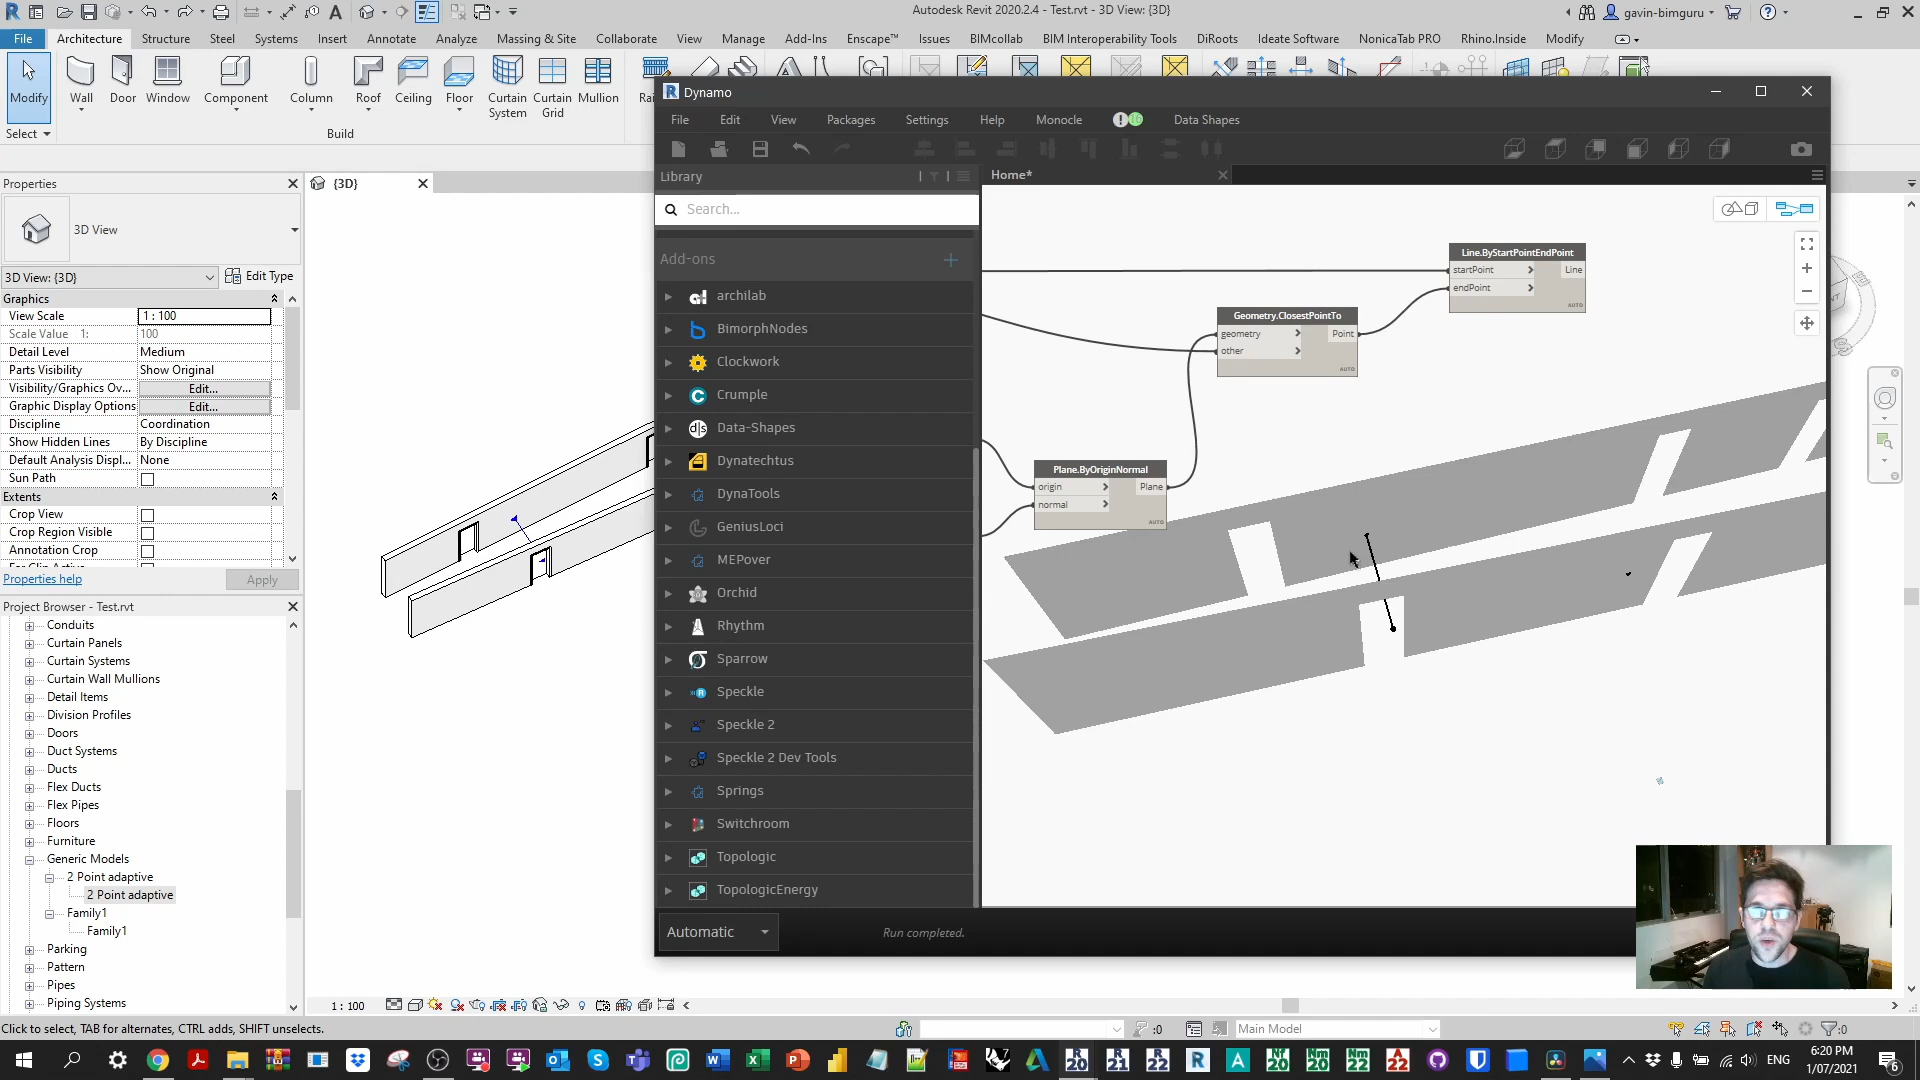 Autodesk Revit 2020.2.4 - Test.rvt - 3D View: {3D}
gavin-bimguru
File
Architecture
Structure
Steel
Systems
Insert
Annotate
Analyze
Massing & Site
Collaborate
View
Manage
Add-Ins
Enscape™
Issues
BIMcollab
BIM Interoperability Tools
DiRoots
Ideate Software
NonicaTab PRO
Rhino.Inside
Modify
Modify
Wall
Door
Window
Component
Column
Roof
Ceiling
Floor
Curtain System
Curtain Grid
Mullion
Select
Build
Properties
{3D}
3D View
3D View: {3D}
Edit Type
Graphics
View Scale 1 : 100
Scale Value 1: 100
Detail Level Medium
Parts Visibility Show Original
Visibility/Graphics Ov... Edit...
Graphic Display Options Edit...
Discipline Coordination
Show Hidden Lines By Discipline
Default Analysis Displ... None
Sun Path
Extents
Crop View
Crop Region Visible
Annotation Crop
Properties help
Apply
Project Browser - Test.rvt
Conduits
Curtain Panels
Curtain Systems
Curtain Wall Mullions
Detail Items
Division Profiles
Doors
Duct Systems
Ducts
Flex Ducts
Flex Pipes
Floors
Furniture
Generic Models
2 Point adaptive
2 Point adaptive
Family1
Family1
Parking
Pattern
Pipes
Piping Systems
Dynamo
File
Edit
View
Packages
Settings
Help
Monocle
Data Shapes
Library
Search...
Add-ons
archilab
BimorphNodes
Clockwork
Crumple
Data-Shapes
Dynatechtus
DynaTools
GeniusLoci
MEPover
Orchid
Rhythm
Sparrow
Speckle
Speckle 2
Speckle 2 Dev Tools
Springs
Switchroom
Topologic
TopologicEnergy
Automatic
Run completed.
Home*
Line.ByStartPointEndPoint
startPoint > Line
endPoint >
AUTO
Geometry.ClosestPointTo
geometry > Point
other >
AUTO
Plane.ByOriginNormal
origin > Plane
normal >
AUTO
1 : 100
Click to select, TAB for alternates, CTRL adds, SHIFT unselects.
:0
Main Model
:0
ENG
6:20 PM
1/07/2021